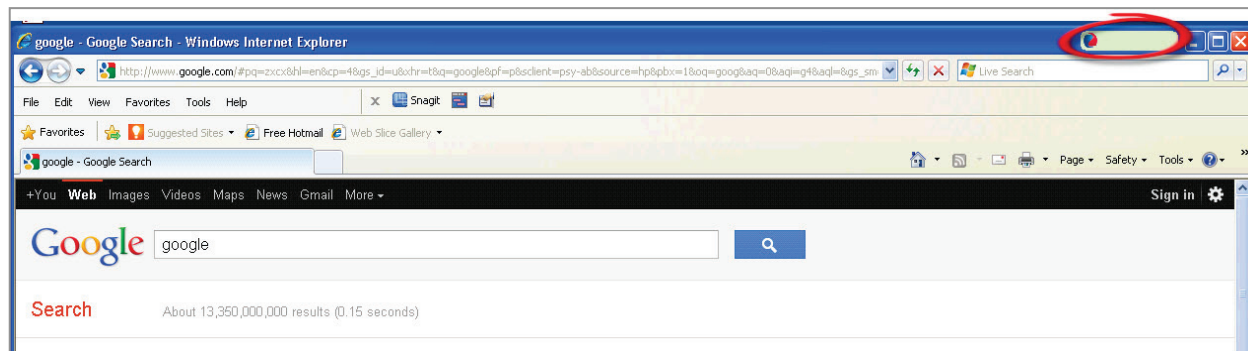 google - Google Search - Windows Internet Explorer
http://www.google.com/#pq=zxcx&hl=en&cp=4&gs_id=u&xhr=t&q=google&pf=p&sclient=psy-ab&source=hp&pbx=1&oq=goog&aq=0&aqi=g4&aql=&gs_sm Live Search
File Edit View Favorites Tools Help x Snagit
Favorites Suggested Sites Free Hotmail Web Slice Gallery
google - Google Search Page Safety Tools »
+You Web Images Videos Maps News Gmail More Sign in
Google google
Search About 13,350,000,000 results (0.15 seconds)